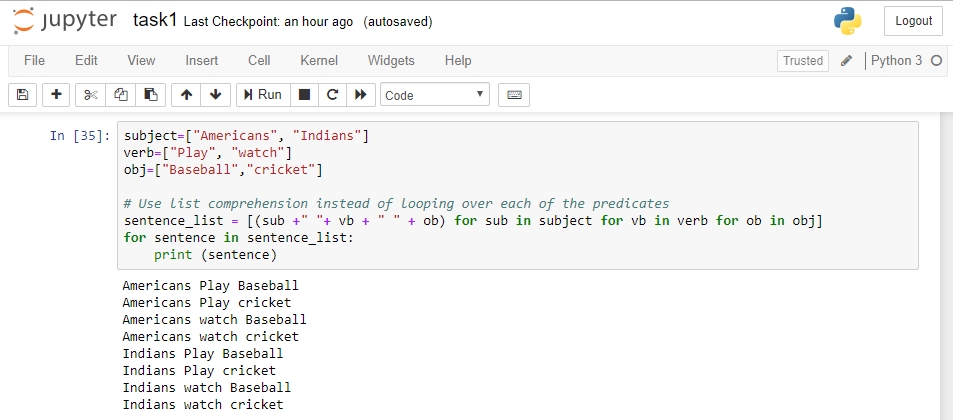 jupyter task1 Last Checkpoint: an hour ago (autosaved)
Logout
File Edit View Insert Cell Kernel Widgets Help
Trusted Python 3
Run Code
In [35]: subject=["Americans", "Indians"]
verb=["Play", "watch"]
obj=["Baseball","cricket"]
# Use list comprehension instead of looping over each of the predicates
sentence_list = [(sub +" "+ vb + " " + ob) for sub in subject for vb in verb for ob in obj]
for sentence in sentence_list:
    print (sentence)
Americans Play Baseball
Americans Play cricket
Americans watch Baseball
Americans watch cricket
Indians Play Baseball
Indians Play cricket
Indians watch Baseball
Indians watch cricket